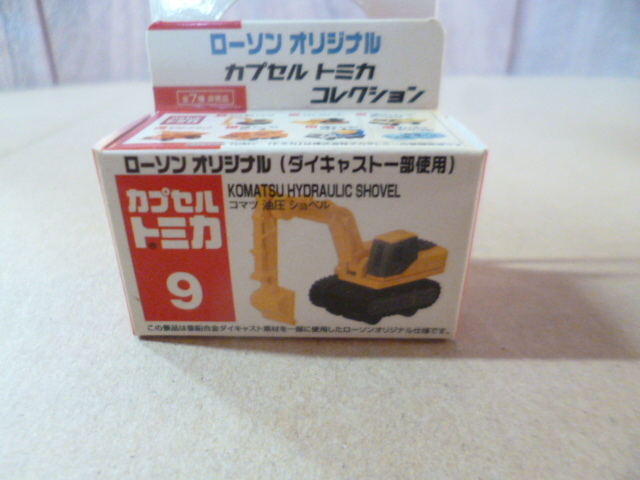 ローソン オリジナル
カプセル トミカ
コレクション
全7種 非売品
ローソン オリジナル (ダイキャスト一部使用)
カプセル
トミカ
9
KOMATSU HYDRAULIC SHOVEL
コマツ 油圧 ショベル
この景品は亜鉛合金ダイキャスト素材を一部に使用したローソンオリジナル仕様です。